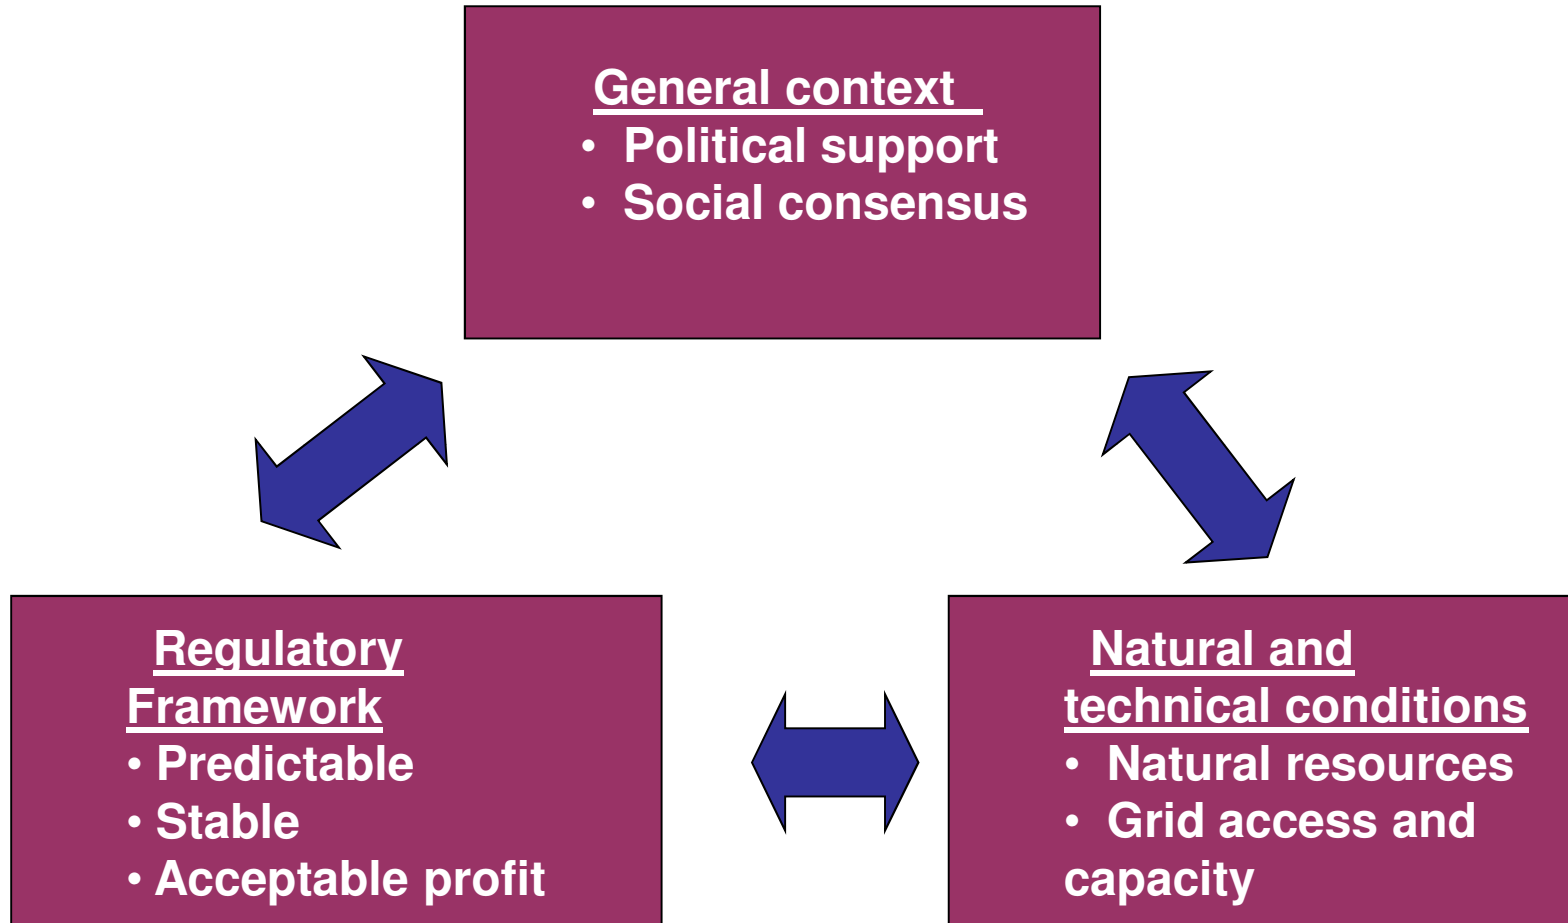 General context
• Political support
• Social consensus
Regulatory
Framework
• Predictable
• Stable
• Acceptable profit
Natural and
technical conditions
• Natural resources
• Grid access and
capacity